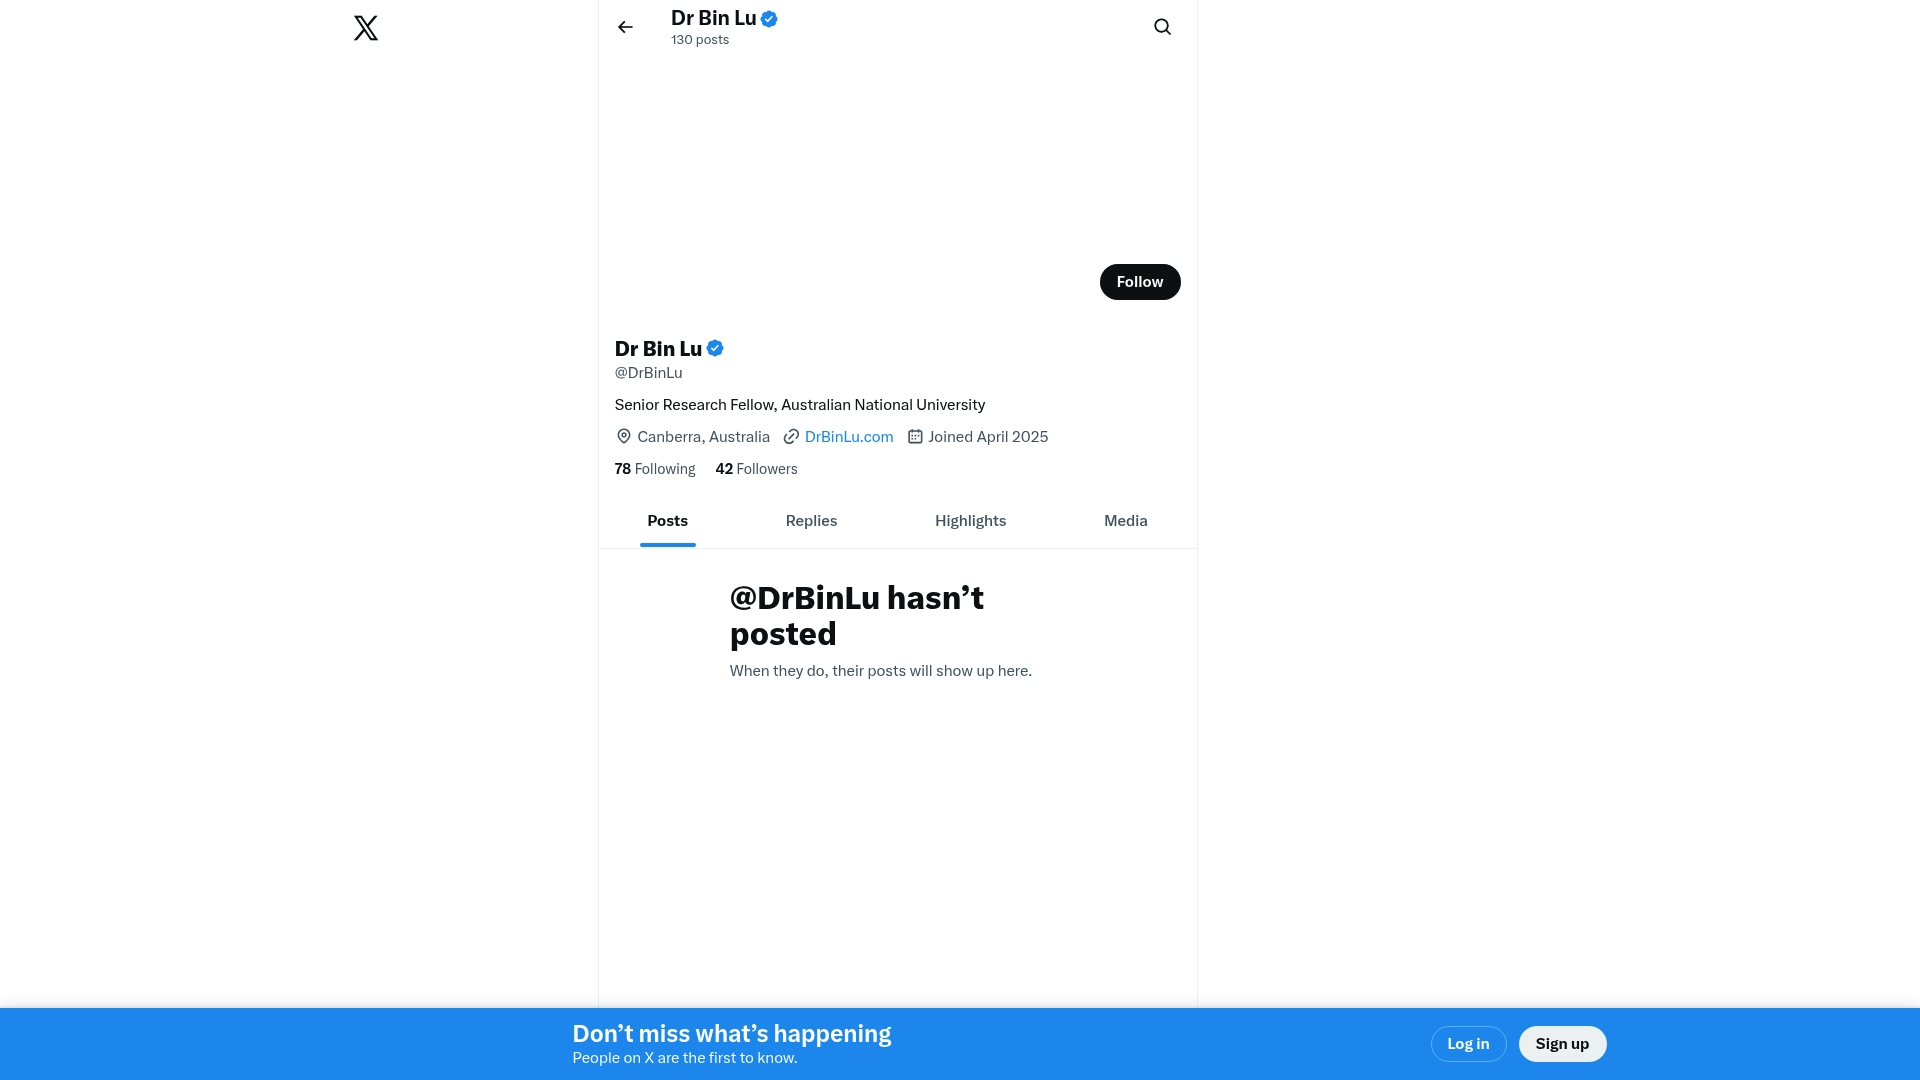 Dr Bin Lu
130 posts
Follow
Dr Bin Lu
@DrBinLu
Senior Research Fellow, Australian National University
Canberra, Australia DrBinLu.com Joined April 2025
78 Following 42 Followers
Posts Replies Highlights Media
@DrBinLu hasn’t
posted
When they do, their posts will show up here.
Don’t miss what’s happening
People on X are the first to know.
Log in Sign up